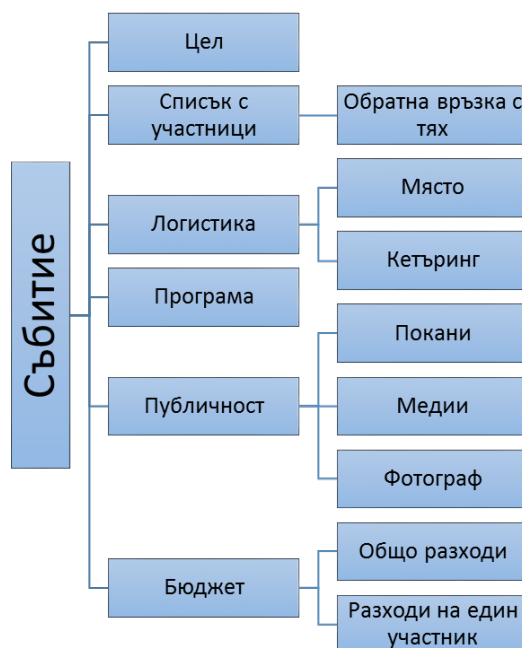 Събитие
Цел
Списък с
участници
Обратна връзка с
тях
Логистика
Място
Кетъринг
Програма
Публичност
Покани
Медии
Фотограф
Бюджет
Общо разходи
Разходи на един
участник